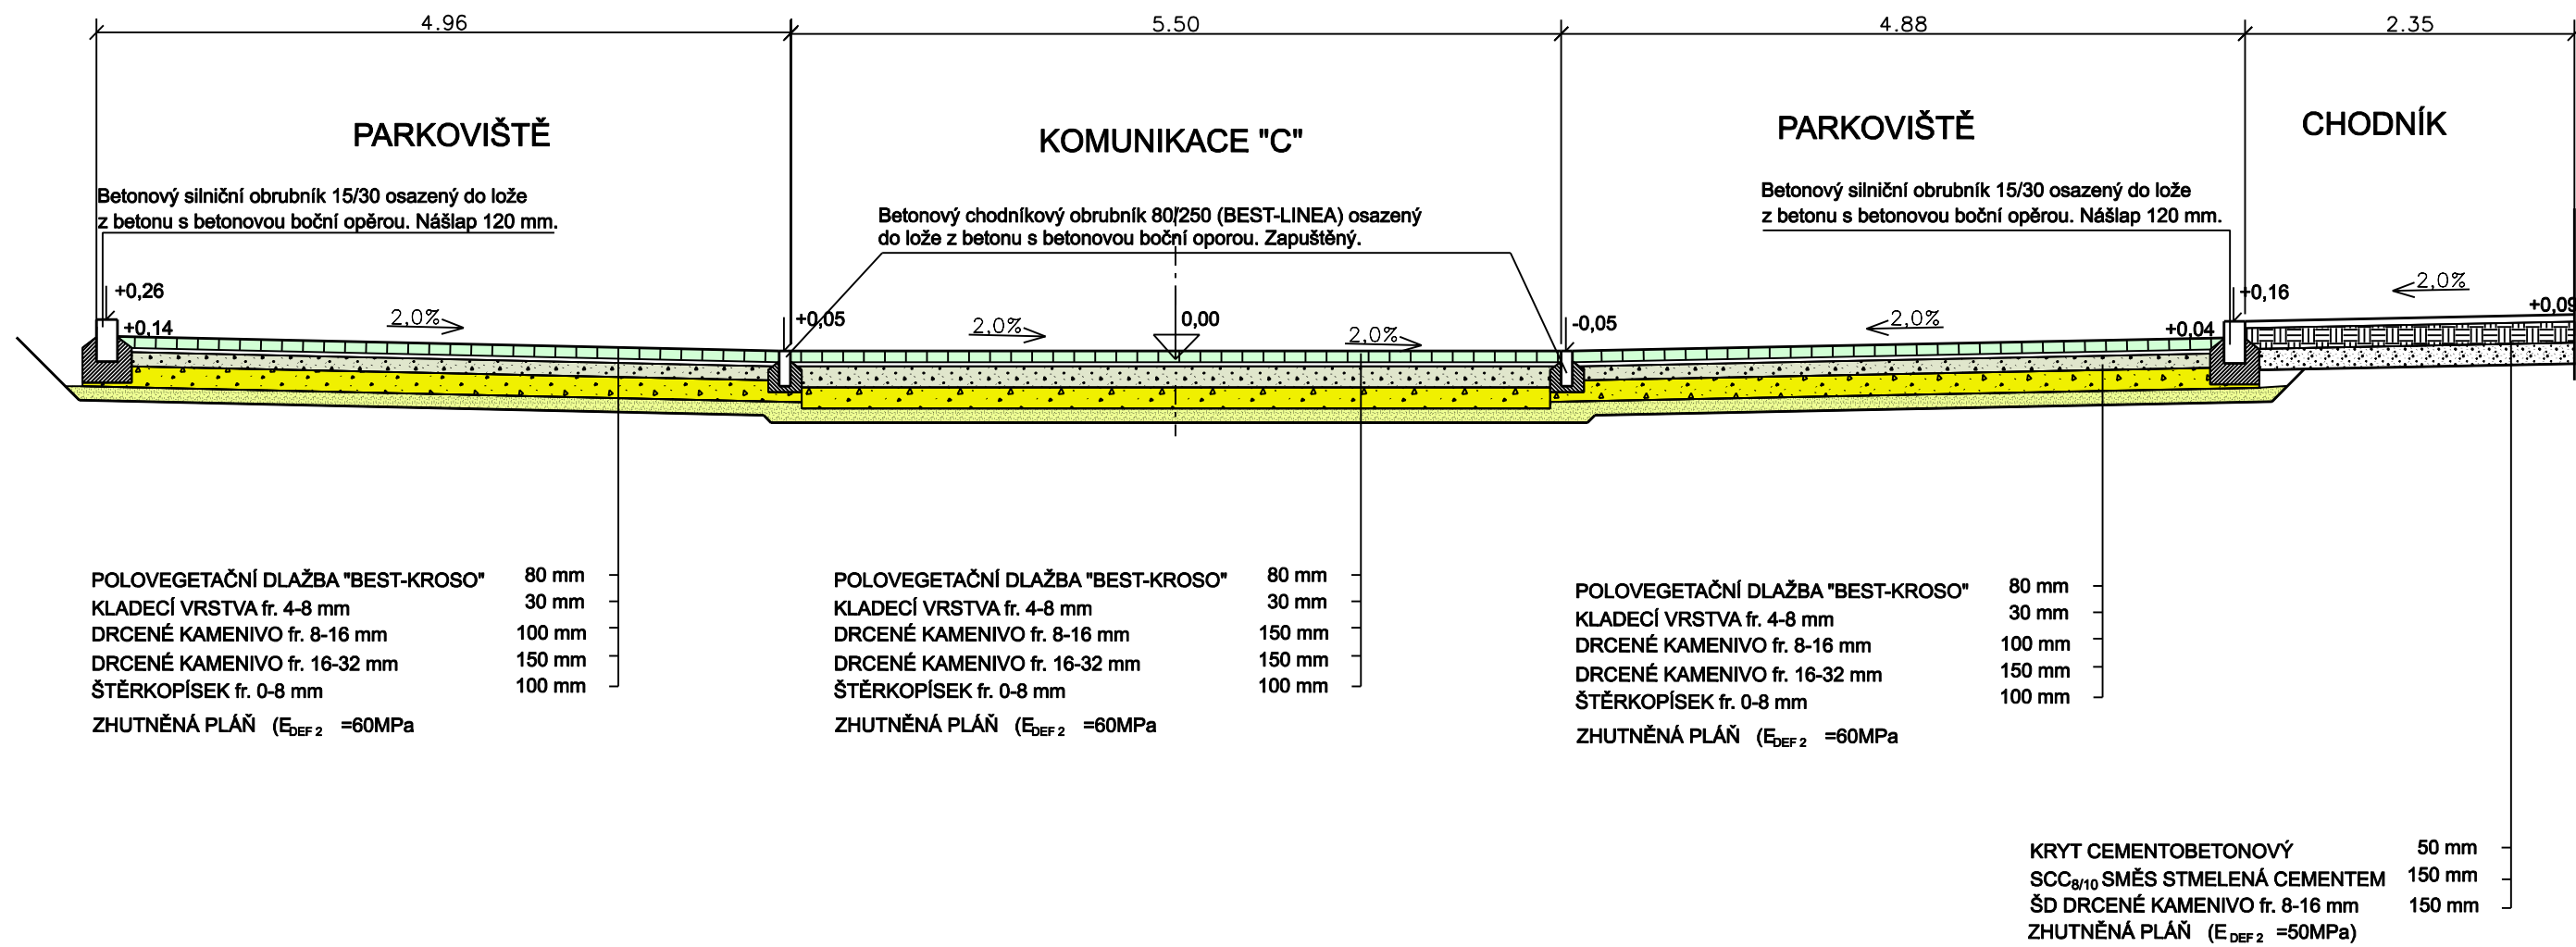 4.96
5.50
4.88
2.35
PARKOVIŠTĚ
KOMUNIKACE "C"
PARKOVIŠTĚ
CHODNÍK
Betonový silniční obrubník 15/30 osazený do lože
z betonu s betonovou boční opěrou. Nášlap 120 mm.
Betonový chodníkový obrubník 80/250 (BEST-LINEA) osazený
do lože z betonu s betonovou boční oporou. Zapuštěný.
Betonový silniční obrubník 15/30 osazený do lože
z betonu s betonovou boční opěrou. Nášlap 120 mm.
+0,26
+0,14
2,0%
+0,05
2,0%
0,00
2,0%
-0,05
2,0%
+0,04
+0,16
2,0%
+0,09
POLOVEGETAČNÍ DLAŽBA "BEST-KROSO" 80 mm
KLADECÍ VRSTVA fr. 4-8 mm 30 mm
DRCENÉ KAMENIVO fr. 8-16 mm 100 mm
DRCENÉ KAMENIVO fr. 16-32 mm 150 mm
ŠTĚRKOPÍSEK fr. 0-8 mm 100 mm
ZHUTNĚNÁ PLÁŇ (EDEF 2 =60MPa
POLOVEGETAČNÍ DLAŽBA "BEST-KROSO" 80 mm
KLADECÍ VRSTVA fr. 4-8 mm 30 mm
DRCENÉ KAMENIVO fr. 8-16 mm 150 mm
DRCENÉ KAMENIVO fr. 16-32 mm 150 mm
ŠTĚRKOPÍSEK fr. 0-8 mm 100 mm
ZHUTNĚNÁ PLÁŇ (EDEF 2 =60MPa
POLOVEGETAČNÍ DLAŽBA "BEST-KROSO" 80 mm
KLADECÍ VRSTVA fr. 4-8 mm 30 mm
DRCENÉ KAMENIVO fr. 8-16 mm 100 mm
DRCENÉ KAMENIVO fr. 16-32 mm 150 mm
ŠTĚRKOPÍSEK fr. 0-8 mm 100 mm
ZHUTNĚNÁ PLÁŇ (EDEF 2 =60MPa
KRYT CEMENTOBETONOVÝ 50 mm
SCC8/10 SMĚS STMELENÁ CEMENTEM 150 mm
ŠD DRCENÉ KAMENIVO fr. 8-16 mm 150 mm
ZHUTNĚNÁ PLÁŇ (E DEF 2 =50MPa)